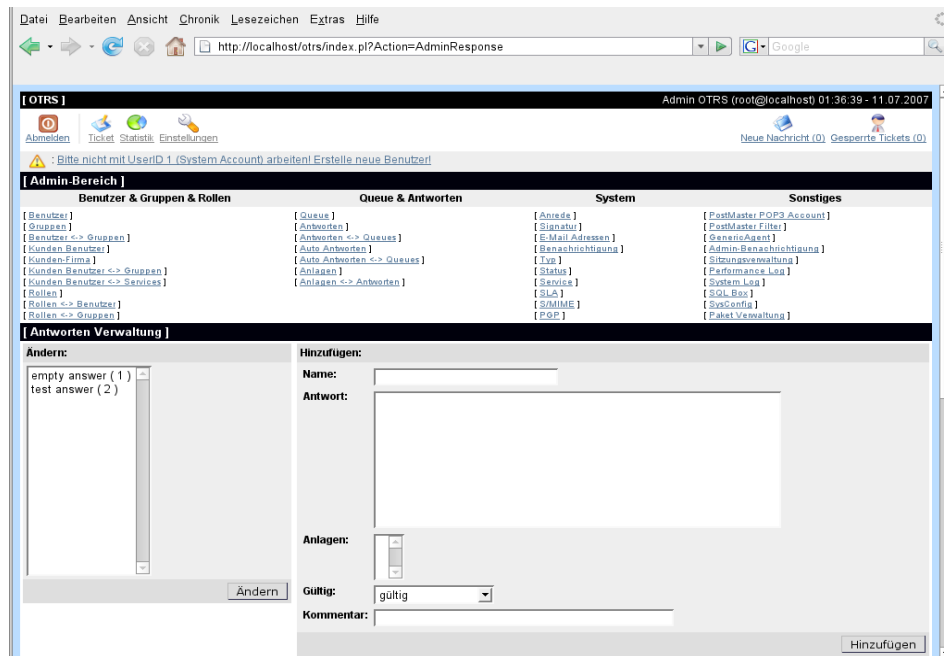 Datei Bearbeiten Ansicht Chronik Lesezeichen Extras Hilfe
http://localhost/otrs/index.pl?Action=AdminResponse
G
Google
[ OTRS ]
Admin OTRS (root@localhost) 01:36:39 - 11.07.2007
Abmelden Ticket Statistik Einstellungen
Neue Nachricht (0) Gesperrte Tickets (0)
: Bitte nicht mit UserID 1 (System Account) arbeiten! Erstelle neue Benutzer!
[ Admin-Bereich ]
Benutzer & Gruppen & Rollen
[ Benutzer ]
[ Gruppen ]
[ Benutzer <-> Gruppen ]
[ Kunden Benutzer ]
[ Kunden-Firma ]
[ Kunden Benutzer <-> Gruppen ]
[ Kunden Benutzer <-> Services ]
[ Rollen ]
[ Rollen <-> Benutzer ]
[ Rollen <-> Gruppen ]
Queue & Antworten
[ Queue ]
[ Antworten ]
[ Antworten <-> Queues ]
[ Auto Antworten ]
[ Auto Antworten <-> Queues ]
[ Anlagen ]
[ Anlagen <-> Antworten ]
System
[ Anrede ]
[ Signatur ]
[ E-Mail Adressen ]
[ Benachrichtigung ]
[ Typ ]
[ Status ]
[ Service ]
[ SLA ]
[ S/MIME ]
[ PGP ]
Sonstiges
[ PostMaster POP3 Account ]
[ PostMaster Filter ]
[ GenericAgent ]
[ Admin-Benachrichtigung ]
[ Sitzungsverwaltung ]
[ Performance Log ]
[ System Log ]
[ SQL Box ]
[ SysConfig ]
[ Paket Verwaltung ]
[ Antworten Verwaltung ]
Ändern:
empty answer ( 1 )
test answer ( 2 )
Ändern
Hinzufügen:
Name:
Antwort:
Anlagen:
Gültig:
gültig
Kommentar:
Hinzufügen